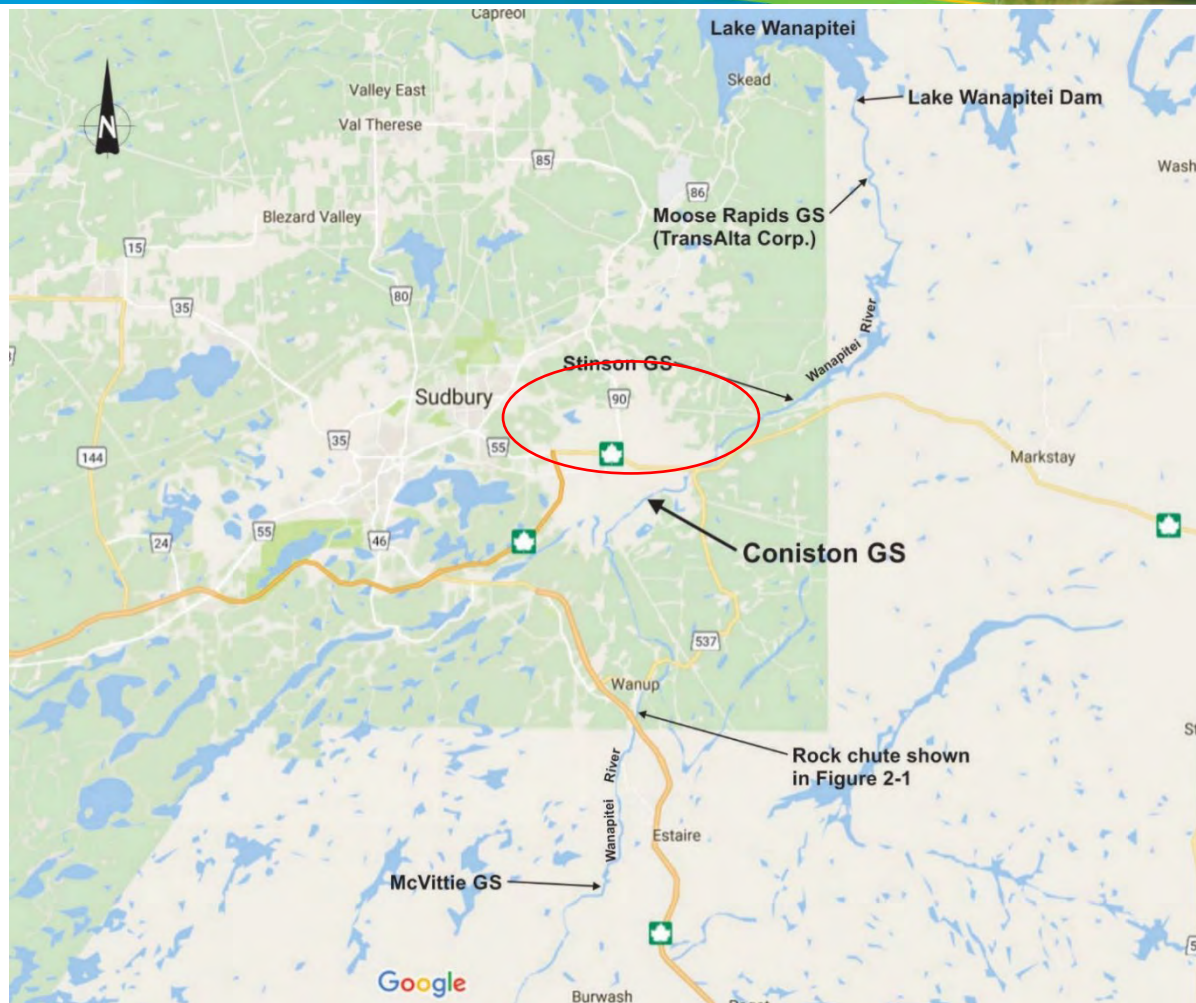 Capreol
Lake Wanapitei
Skead
Valley East
Lake Wanapitei Dam
N
Val Therese
85
Wash
86
Moose Rapids GS
(TransAlta Corp.)
Blezard Valley
15
35
80
Wanapitei River
Stinson GS
Sudbury
90
35
55
144
Markstay
Coniston GS
24
55
46
537
Wanup
Rock chute shown
in Figure 2-1
Wanapitei River
Estaire
McVittie GS
Google
Burwash